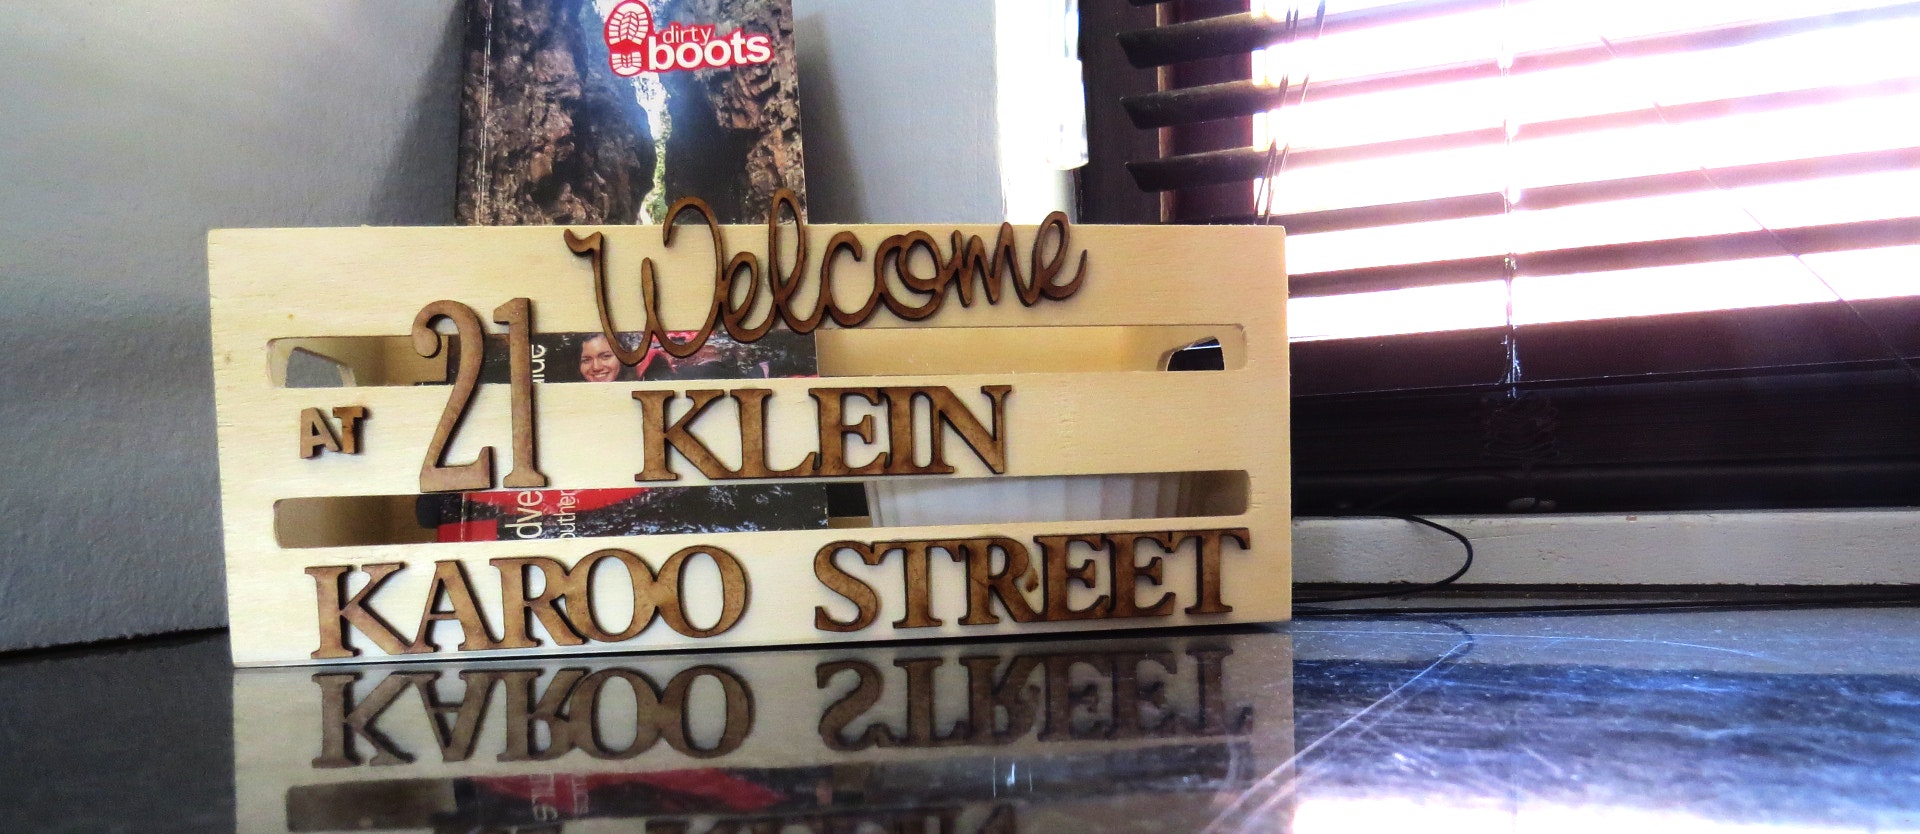 dirty
boots
Welcome
AT 21 KLEIN
KAROO STREET